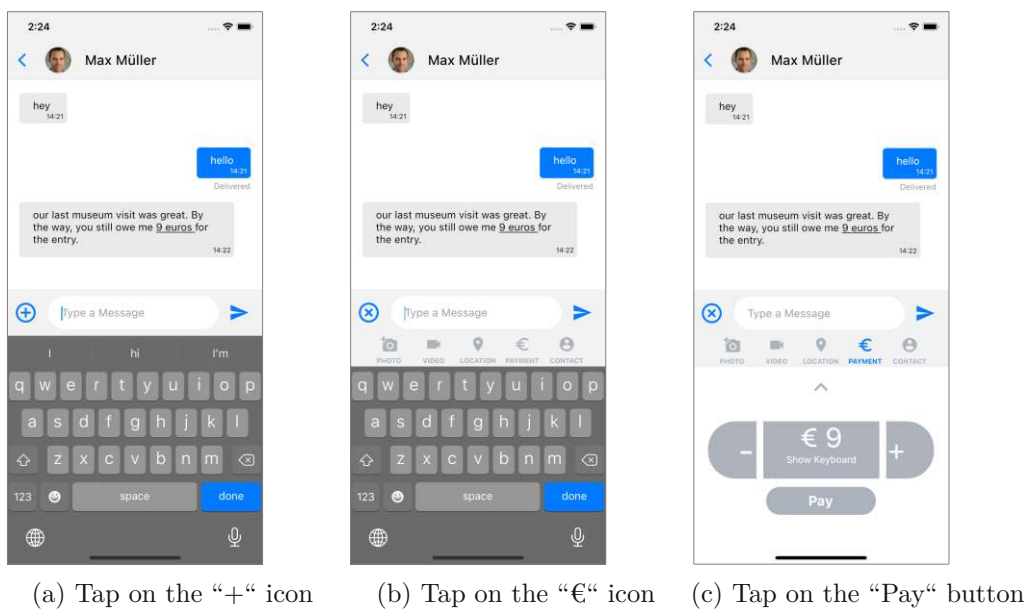 2:24
Max Müller
hey
14:21
hello
14:21
Delivered
our last museum visit was great. By
the way, you still owe me 9 euros for
the entry.
14:22
Type a Message
I hi I'm
q w e r t y u i o p
a s d f g h j k l
z x c v b n m
123 space done
(a) Tap on the “+“ icon
2:24
Max Müller
hey
14:21
hello
14:21
Delivered
our last museum visit was great. By
the way, you still owe me 9 euros for
the entry.
14:22
Type a Message
€
PHOTO VIDEO LOCATION PAYMENT CONTACT
q w e r t y u i o p
a s d f g h j k l
z x c v b n m
123 space done
(b) Tap on the “€“ icon
2:24
Max Müller
hey
14:21
hello
14:21
Delivered
our last museum visit was great. By
the way, you still owe me 9 euros for
the entry.
14:22
Type a Message
€
PHOTO VIDEO LOCATION PAYMENT CONTACT
- € 9 +
Show Keyboard
Pay
(c) Tap on the “Pay“ button